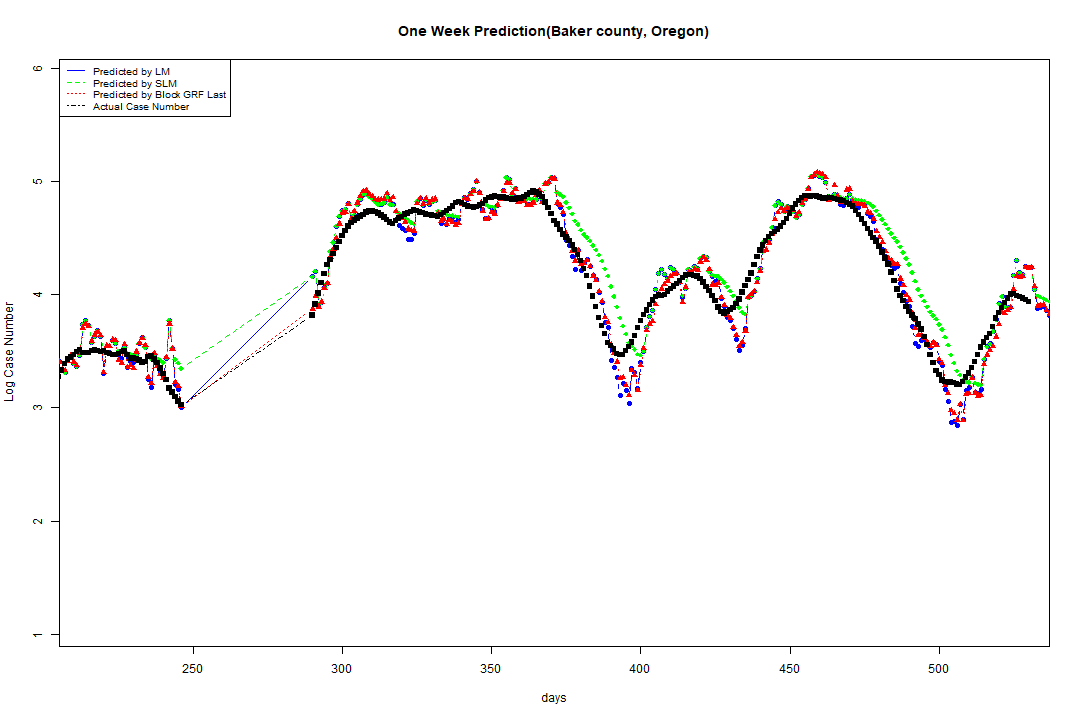 One Week Prediction(Baker county, Oregon)
Predicted by LM
Predicted by SLM
Predicted by Block GRF Last
Actual Case Number
6
5
4
3
2
1
Log Case Number
250 300 350 400 450 500
days